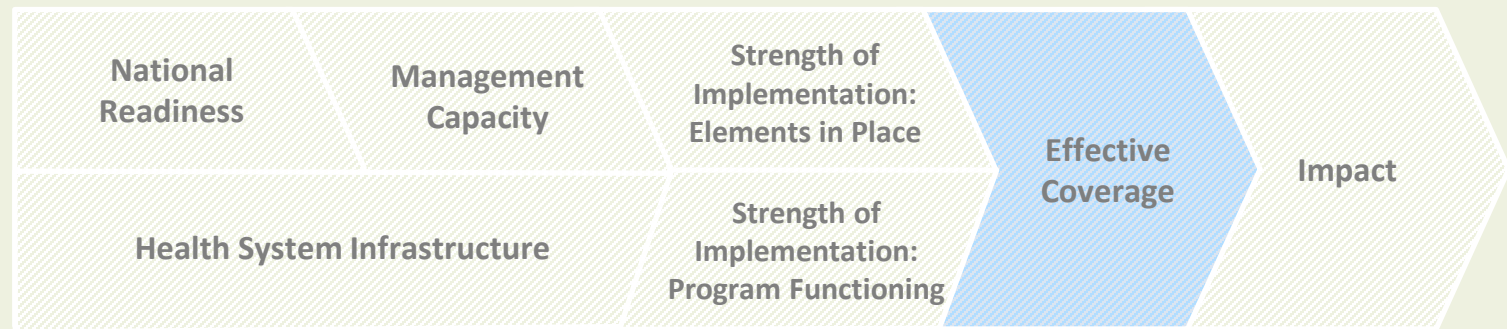 National
Readiness
Management
Capacity
Strength of
Implementation:
Elements in Place
Health System Infrastructure
Strength of
Implementation:
Program Functioning
Effective
Coverage
Impact